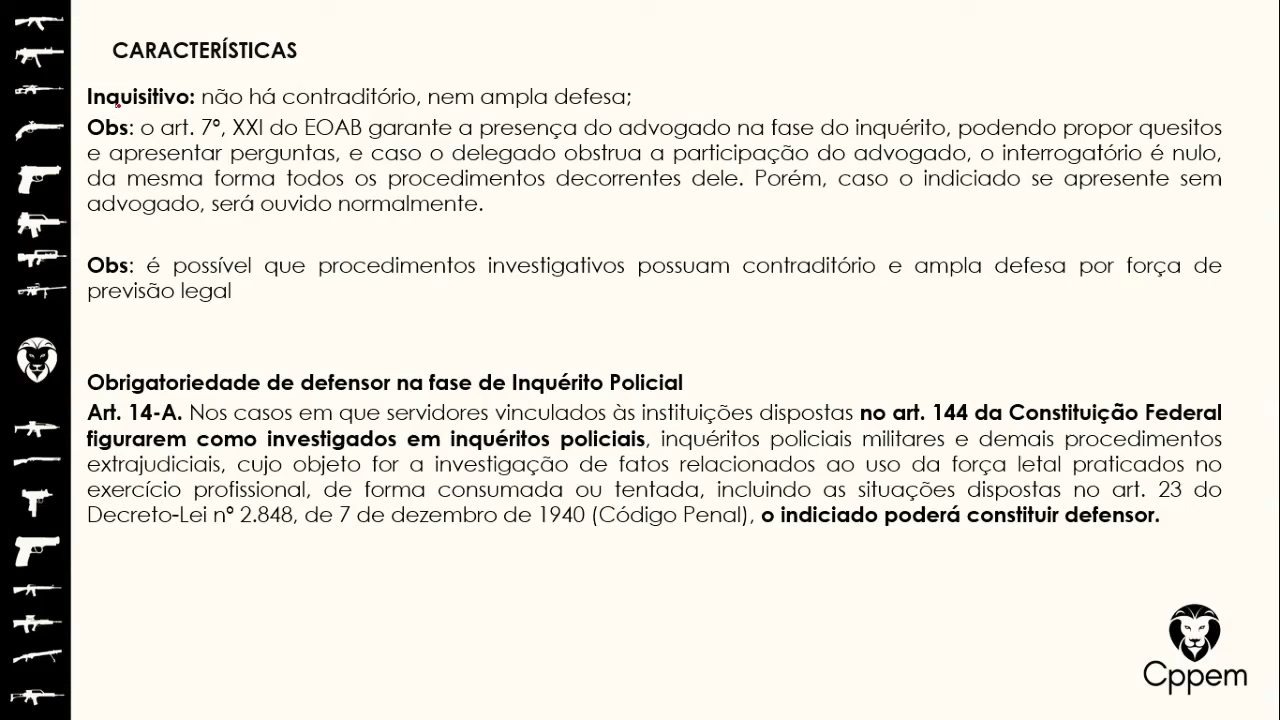 CARACTERÍSTICAS
Inquisitivo: não há contraditório, nem ampla defesa;
Obs: o art. 7º, XXI do EOAB garante a presença do advogado na fase do inquérito, podendo propor quesitos
e apresentar perguntas, e caso o delegado obstrua a participação do advogado, o interrogatório é nulo,
da mesma forma todos os procedimentos decorrentes dele. Porém, caso o indiciado se apresente sem
advogado, será ouvido normalmente.
Obs: é possível que procedimentos investigativos possuam contraditório e ampla defesa por força de
previsão legal
Obrigatoriedade de defensor na fase de Inquérito Policial
Art. 14-A. Nos casos em que servidores vinculados às instituições dispostas no art. 144 da Constituição Federal
figurarem como investigados em inquéritos policiais, inquéritos policiais militares e demais procedimentos
extrajudiciais, cujo objeto for a investigação de fatos relacionados ao uso da força letal praticados no
exercício profissional, de forma consumada ou tentada, incluindo as situações dispostas no art. 23 do
Decreto-Lei nº 2.848, de 7 de dezembro de 1940 (Código Penal), o indiciado poderá constituir defensor.
Cppem